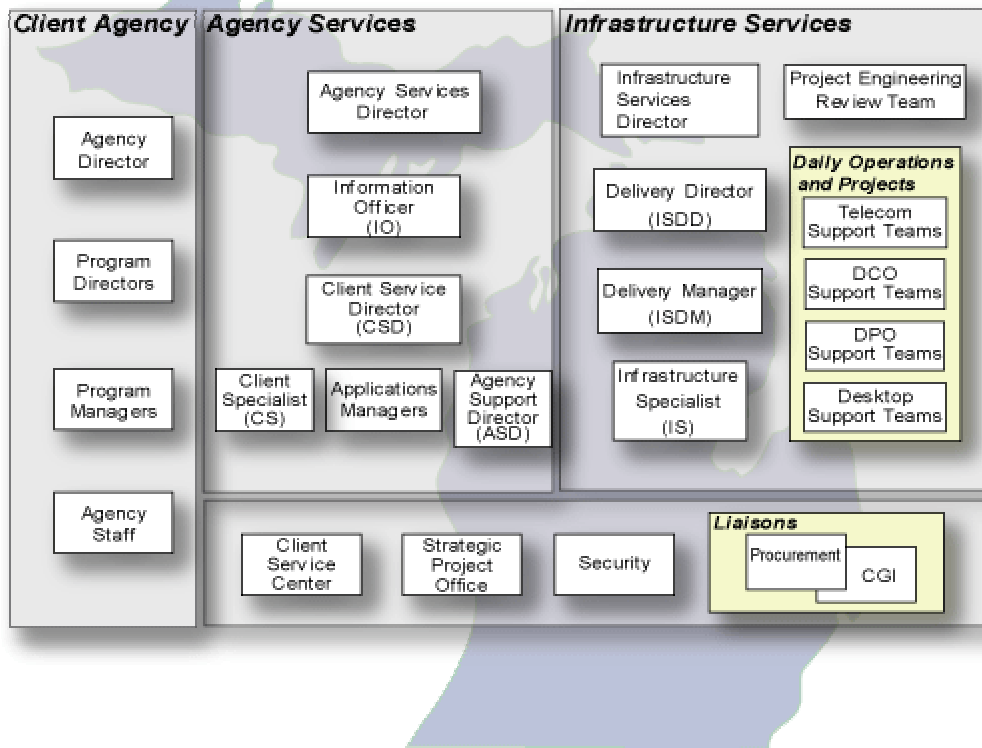 Client Agency
Agency
Director
Program
Directors
Program
Managers
Agency
Staff
Agency Services
Agency Services
Director
Information
Officer
(IO)
Client Service
Director
(CSD)
Client
Specialist
(CS)
Applications
Managers
Agency
Support
Director
(ASD)
Infrastructure Services
Infrastructure
Services
Director
Project Engineering
Review Team
Delivery Director
(ISDD)
Delivery Manager
(ISDM)
Infrastructure
Specialist
(IS)
Daily Operations
and Projects
Telecom
Support Teams
DCO
Support Teams
DPO
Support Teams
Desktop
Support Teams
Client
Service
Center
Strategic
Project
Office
Security
Liaisons
Procurement
CGI